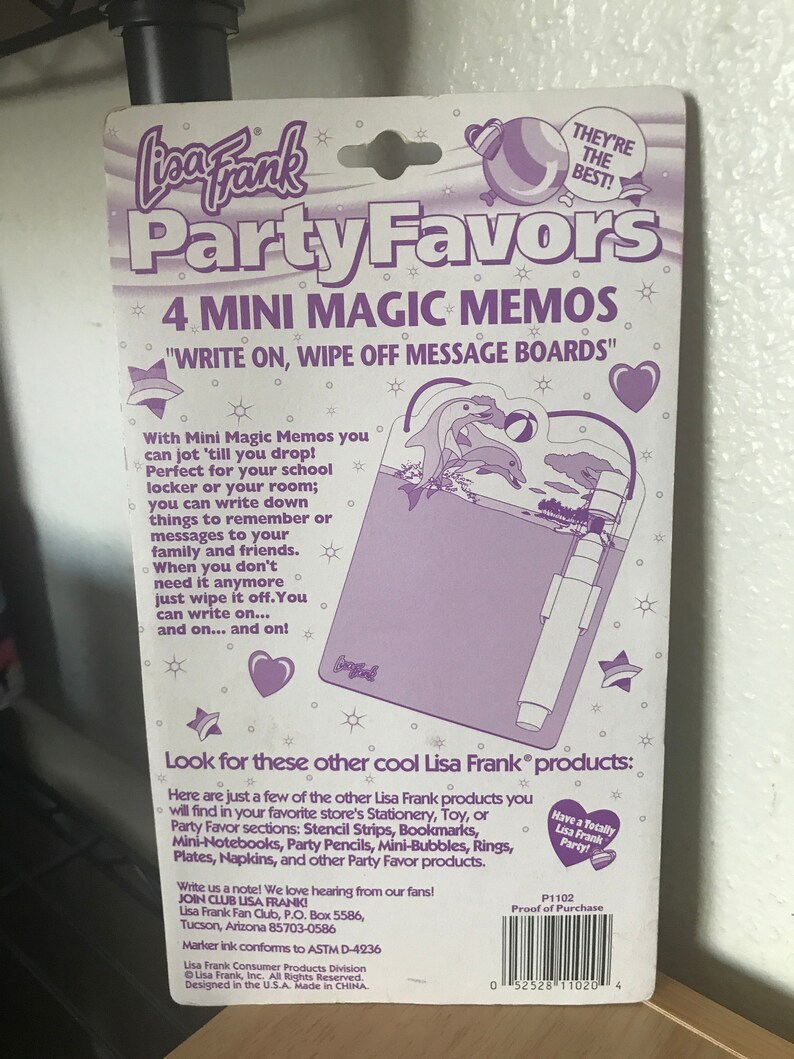 Lisa Frank®
THEY'RE
THE
BEST!
Party Favors
4 MINI MAGIC MEMOS
"WRITE ON, WIPE OFF MESSAGE BOARDS"
With Mini Magic Memos you
can jot 'till you drop!
Perfect for your school
locker or your room;
you can write down
things to remember or
messages to your
family and friends.
When you don't
need it anymore
just wipe it off.You
can write on...
and on... and on!
Lisa Frank
Look for these other cool Lisa Frank® products:
Here are just a few of the other Lisa Frank products you
will find in your favorite store's Stationery, Toy, or
Party Favor sections: Stencil Strips, Bookmarks,
Mini-Notebooks, Party Pencils, Mini-Bubbles, Rings,
Plates, Napkins, and other Party Favor products.
Have a Totally
Lisa Frank®
Party!
Write us a note! We love hearing from our fans!
JOIN CLUB LISA FRANK!
Lisa Frank Fan Club, P.O. Box 5586,
Tucson, Arizona 85703-0586
Marker ink conforms to ASTM D-4236
Lisa Frank Consumer Products Division
© Lisa Frank, Inc. All Rights Reserved.
Designed in the U.S.A. Made in CHINA.
P1102
Proof of Purchase
0 52528 11020 4